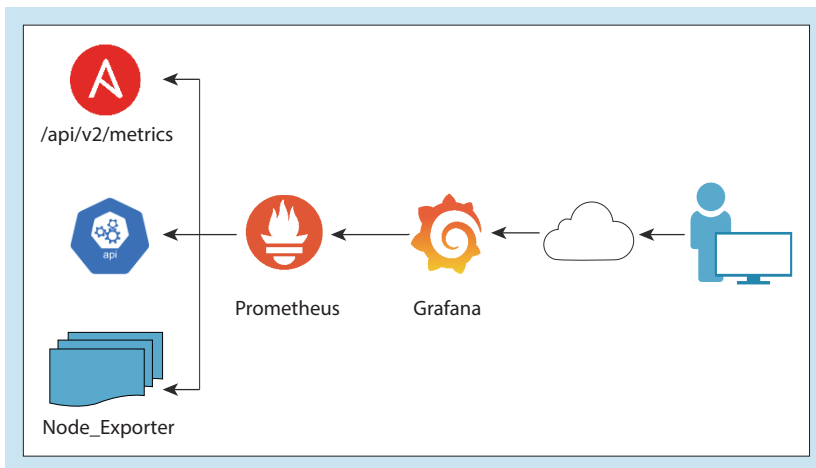 /api/v2/metrics
api
Prometheus
Grafana
Node_Exporter